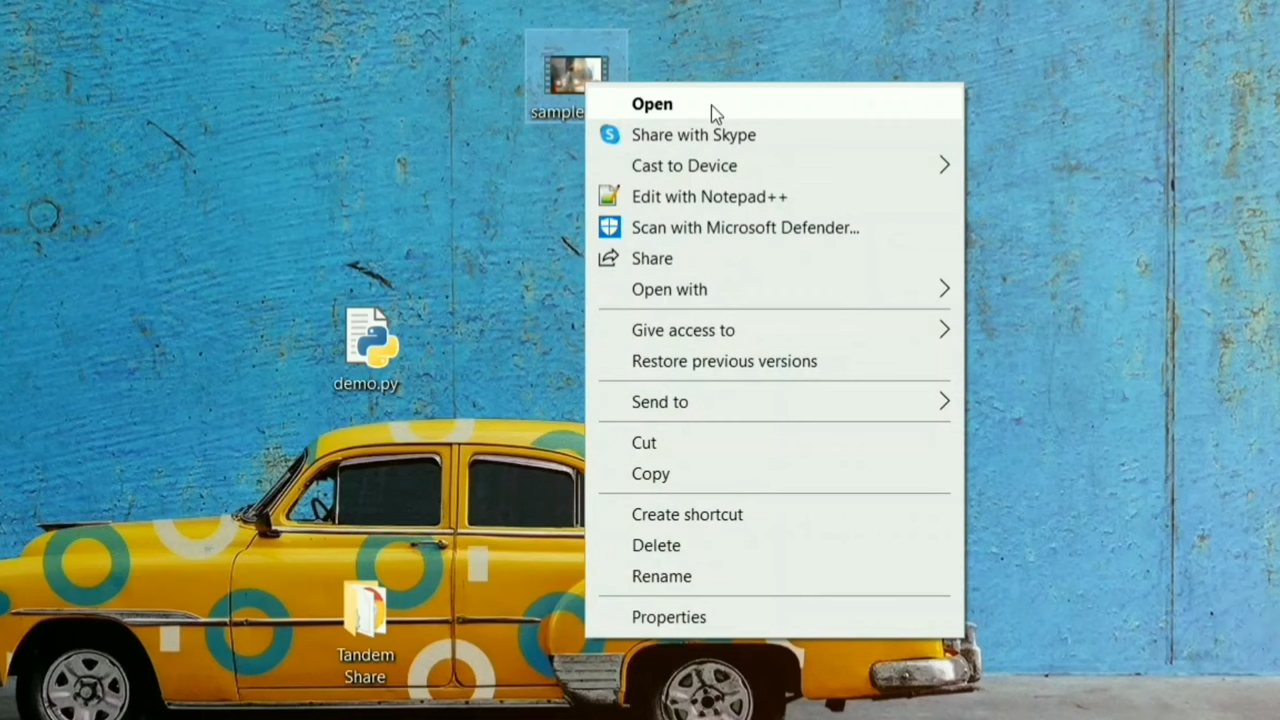 sample
Open
Share with Skype
Cast to Device
Edit with Notepad++
Scan with Microsoft Defender...
Share
Open with
Give access to
Restore previous versions
Send to
Cut
Copy
Create shortcut
Delete
Rename
Properties
demo.py
Tandem
Share